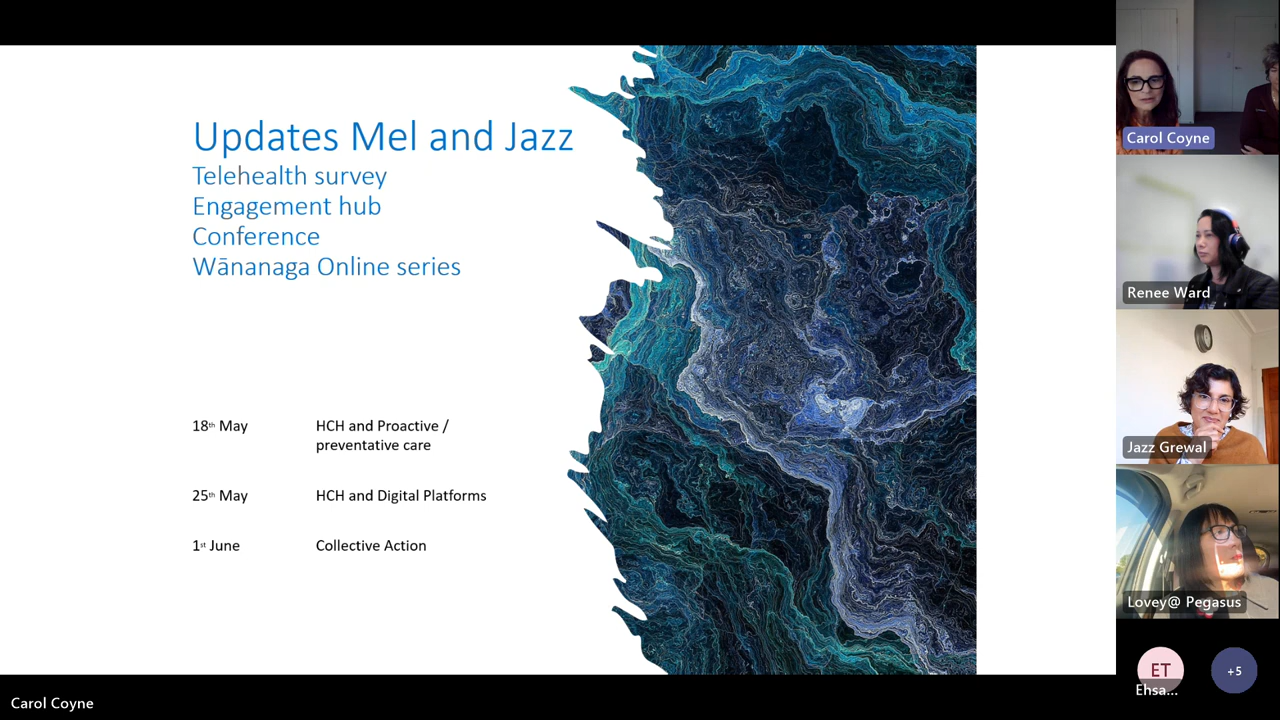 Updates Mel and Jazz
Telehealth survey
Engagement hub
Conference
Wānanaga Online series
18th May HCH and Proactive /
preventative care
25th May HCH and Digital Platforms
1st June Collective Action
Carol Coyne
Renee Ward
Jazz Grewal
Lovey@ Pegasus
ET
Ehsa...
+5
Carol Coyne